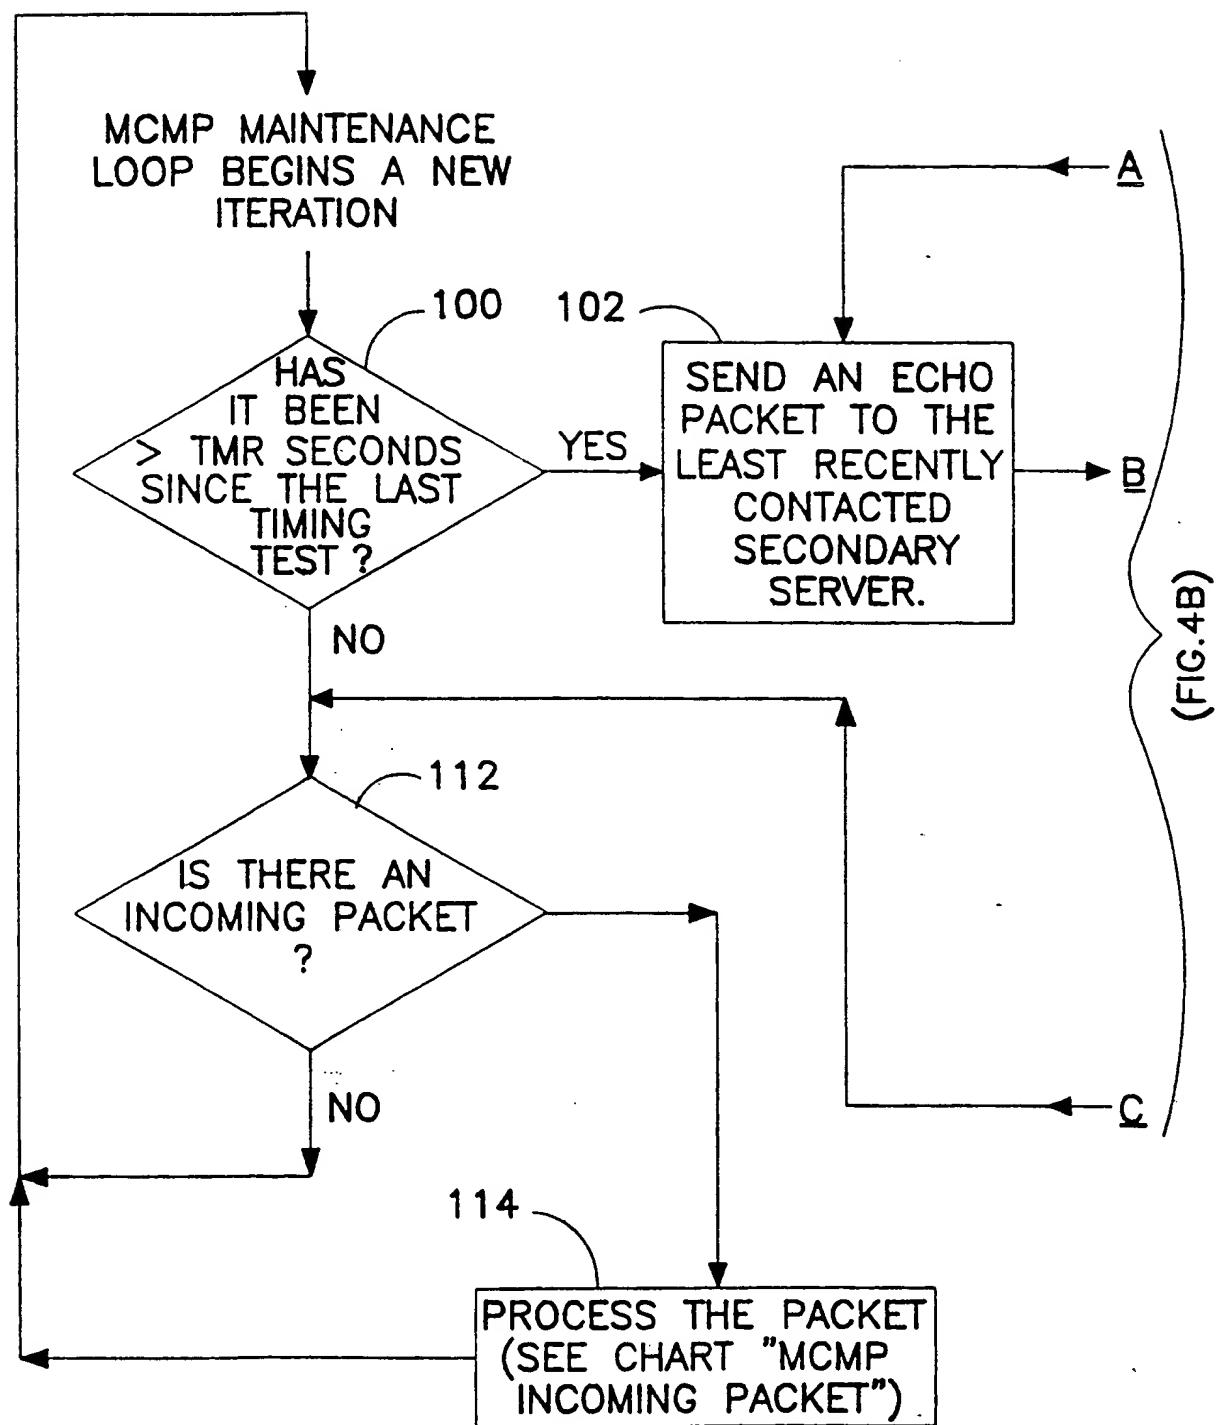 MCMP MAINTENANCE
LOOP BEGINS A NEW
ITERATION
A
100
102
HAS
IT BEEN
> TMR SECONDS
SINCE THE LAST
TIMING
TEST ?
YES
SEND AN ECHO
PACKET TO THE
LEAST RECENTLY
CONTACTED
SECONDARY
SERVER.
B
(FIG.4B)
NO
112
IS THERE AN
INCOMING PACKET
?
NO
C
114
PROCESS THE PACKET
(SEE CHART "MCMP
INCOMING PACKET")